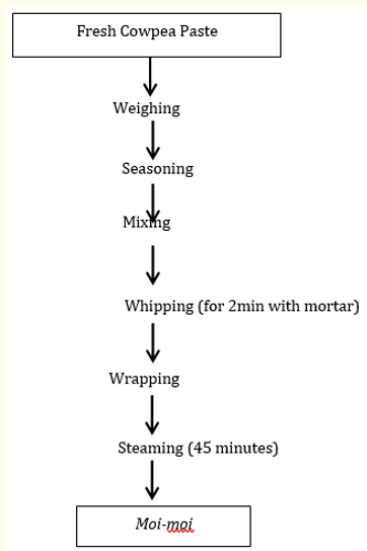 Fresh Cowpea Paste
Weighing
Seasoning
Mixing
Whipping (for 2min with mortar)
Wrapping
Steaming (45 minutes)
Moi-moi